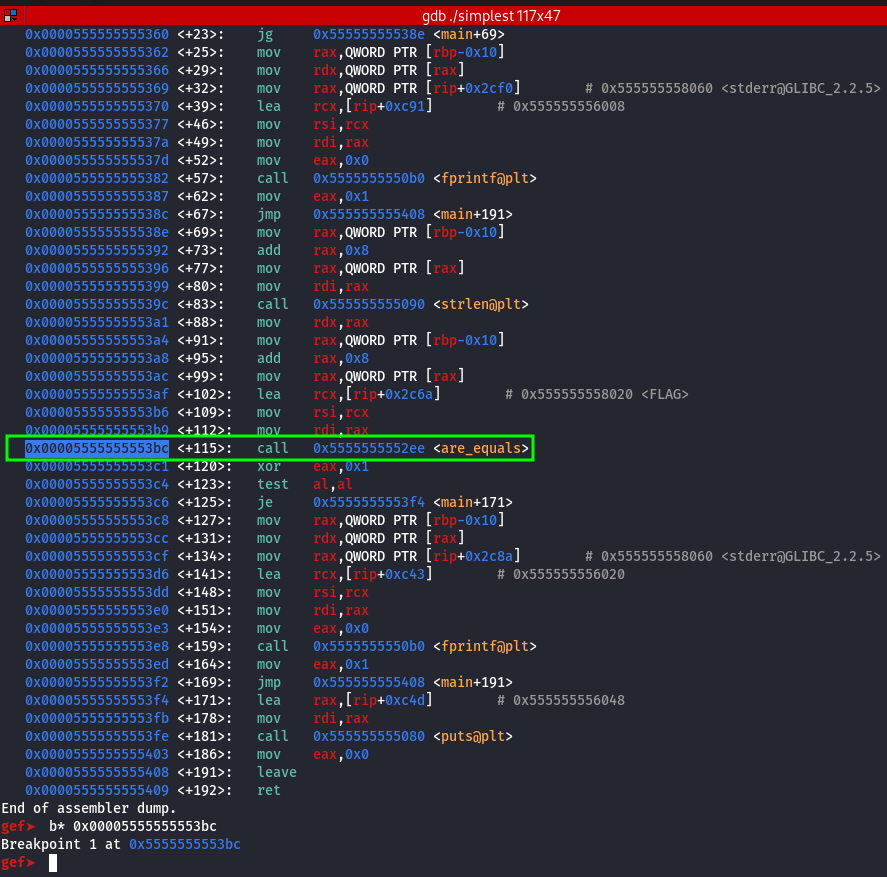 gdb ./simplest 117x47
0x0000555555555360 <+23>: jg 0x55555555538e <main+69>
0x0000555555555362 <+25>: mov rax,QWORD PTR [rbp-0x10]
0x0000555555555366 <+29>: mov rdx,QWORD PTR [rax]
0x0000555555555369 <+32>: mov rax,QWORD PTR [rip+0x2cf0] # 0x555555558060 <stderr@GLIBC_2.2.5>
0x0000555555555370 <+39>: lea rcx,[rip+0xc91] # 0x555555556008
0x0000555555555377 <+46>: mov rsi,rcx
0x000055555555537a <+49>: mov rdi,rax
0x000055555555537d <+52>: mov eax,0x0
0x0000555555555382 <+57>: call 0x5555555550b0 <fprintf@plt>
0x0000555555555387 <+62>: mov eax,0x1
0x000055555555538c <+67>: jmp 0x555555555408 <main+191>
0x000055555555538e <+69>: mov rax,QWORD PTR [rbp-0x10]
0x0000555555555392 <+73>: add rax,0x8
0x0000555555555396 <+77>: mov rax,QWORD PTR [rax]
0x0000555555555399 <+80>: mov rdi,rax
0x000055555555539c <+83>: call 0x555555555090 <strlen@plt>
0x00005555555553a1 <+88>: mov rdx,rax
0x00005555555553a4 <+91>: mov rax,QWORD PTR [rbp-0x10]
0x00005555555553a8 <+95>: add rax,0x8
0x00005555555553ac <+99>: mov rax,QWORD PTR [rax]
0x00005555555553af <+102>: lea rcx,[rip+0x2c6a] # 0x555555558020 <FLAG>
0x00005555555553b6 <+109>: mov rsi,rcx
0x00005555555553b9 <+112>: mov rdi,rax
0x00005555555553bc <+115>: call 0x5555555552ee <are_equals>
0x00005555555553c1 <+120>: xor eax,0x1
0x00005555555553c4 <+123>: test al,al
0x00005555555553c6 <+125>: je 0x5555555553f4 <main+171>
0x00005555555553c8 <+127>: mov rax,QWORD PTR [rbp-0x10]
0x00005555555553cc <+131>: mov rdx,QWORD PTR [rax]
0x00005555555553cf <+134>: mov rax,QWORD PTR [rip+0x2c8a] # 0x555555558060 <stderr@GLIBC_2.2.5>
0x00005555555553d6 <+141>: lea rcx,[rip+0xc43] # 0x555555556020
0x00005555555553dd <+148>: mov rsi,rcx
0x00005555555553e0 <+151>: mov rdi,rax
0x00005555555553e3 <+154>: mov eax,0x0
0x00005555555553e8 <+159>: call 0x5555555550b0 <fprintf@plt>
0x00005555555553ed <+164>: mov eax,0x1
0x00005555555553f2 <+169>: jmp 0x555555555408 <main+191>
0x00005555555553f4 <+171>: lea rax,[rip+0xc4d] # 0x555555556048
0x00005555555553fb <+178>: mov rdi,rax
0x00005555555553fe <+181>: call 0x555555555080 <puts@plt>
0x0000555555555403 <+186>: mov eax,0x0
0x0000555555555408 <+191>: leave
0x0000555555555409 <+192>: ret
End of assembler dump.
gef➤ b* 0x00005555555553bc
Breakpoint 1 at 0x5555555553bc
gef➤